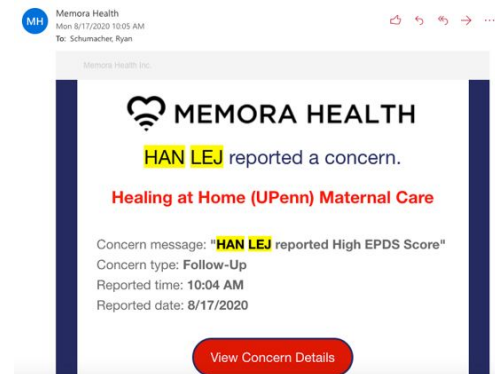 MH
Memora Health
Mon 8/17/2020 10:05 AM
To: Schumacher, Ryan
Memora Health Inc.
MEMORA HEALTH
HAN LEJ reported a concern.
Healing at Home (UPenn) Maternal Care
Concern message: "HAN LEJ reported High EPDS Score"
Concern type: Follow-Up
Reported time: 10:04 AM
Reported date: 8/17/2020
View Concern Details